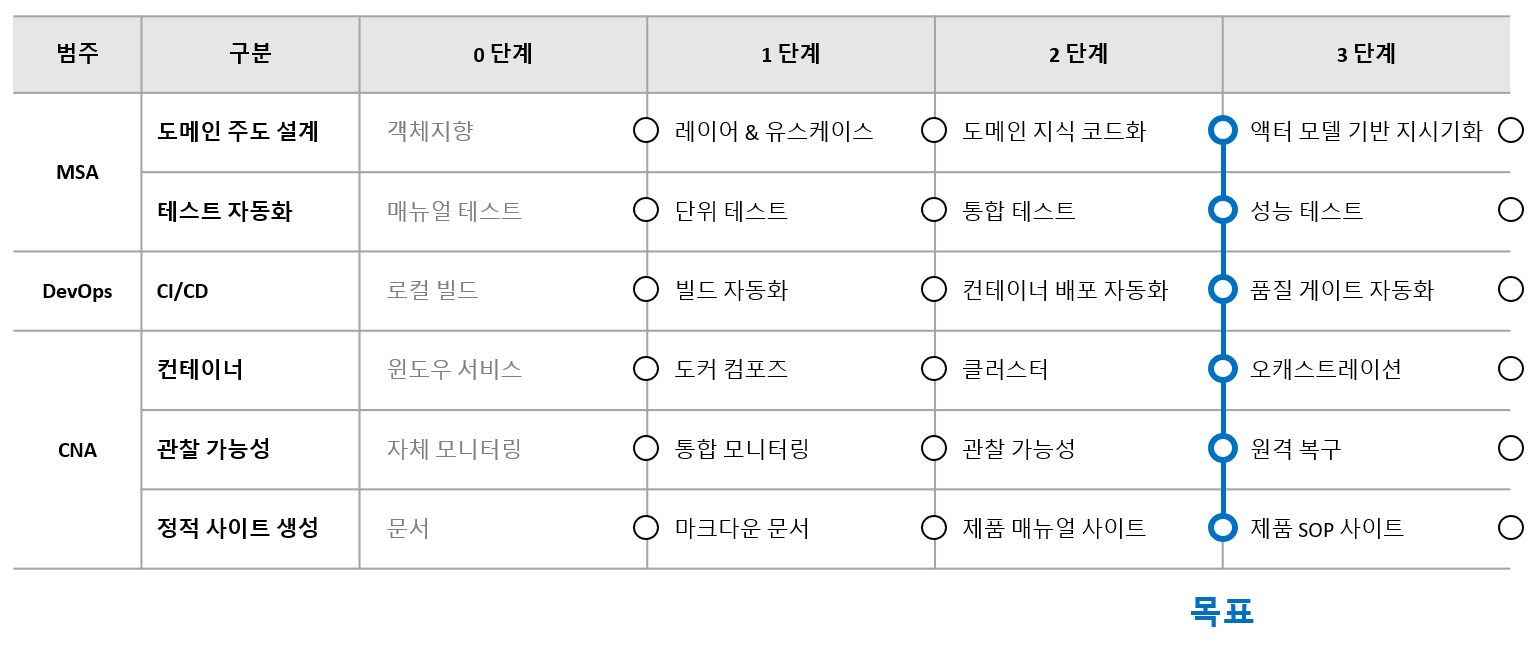 범주 구분 0 단계 1 단계 2 단계 3 단계
MSA
도메인 주도 설계 객체지향 레이어 & 유스케이스 도메인 지식 코드화 액터 모델 기반 지시기화
테스트 자동화 매뉴얼 테스트 단위 테스트 통합 테스트 성능 테스트
DevOps CI/CD 로컬 빌드 빌드 자동화 컨테이너 배포 자동화 품질 게이트 자동화
CNA
컨테이너 윈도우 서비스 도커 컴포즈 클러스터 오캐스트레이션
관찰 가능성 자체 모니터링 통합 모니터링 관찰 가능성 원격 복구
정적 사이트 생성 문서 마크다운 문서 제품 매뉴얼 사이트 제품 SOP 사이트
목표